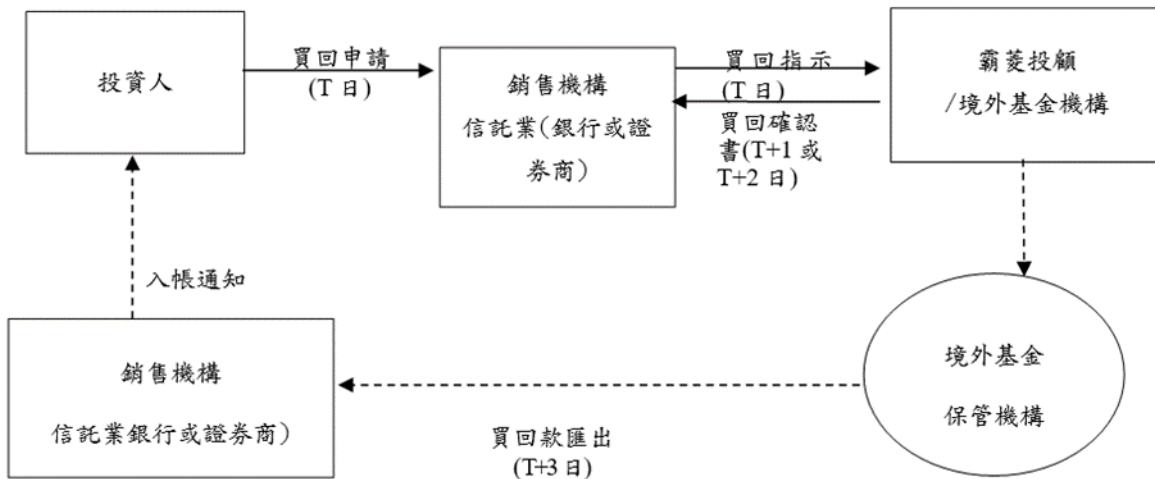 投資人
買回申請
(T 日)
銷售機構
信託業(銀行或證
券商)
買回指示
(T 日)
買回確認
書(T+1 或
T+2 日)
霸菱投顧
/境外基金機構
入帳通知
銷售機構
信託業銀行或證券商)
買回款匯出
(T+3 日)
境外基金
保管機構